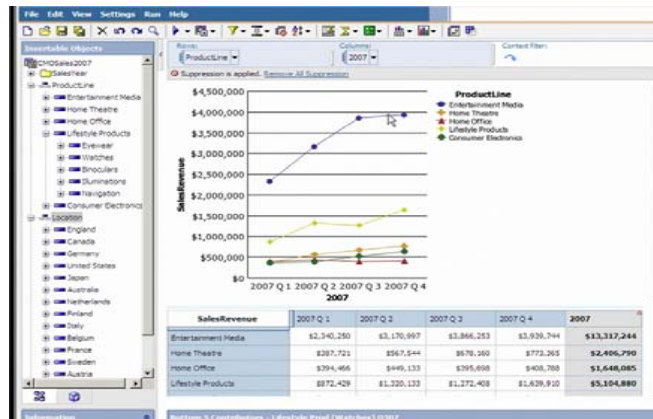 File Edit View Settings Run Help
Insertable Objects
Rows:
Columns:
Context filter:
ProductLine
2007
CMOSales2007
SalesYear
ProductLine
Entertainment Media
Home Theatre
Home Office
Lifestyle Products
Eyewear
Watches
Binoculars
Illuminations
Navigation
Consumer Electronics
Location
England
Canada
Germany
United States
Japan
Australia
Netherlands
Finland
Italy
Belgium
France
Sweden
Austria
Information
Suppression is applied. Remove All Suppression
$4,500,000
$4,000,000
$3,500,000
$3,000,000
$2,500,000
$2,000,000
$1,500,000
$1,000,000
$500,000
$0
SalesRevenue
2007 Q 1 2007 Q 2 2007 Q 3 2007 Q 4
2007
ProductLine
Entertainment Media
Home Theatre
Home Office
Lifestyle Products
Consumer Electronics
SalesRevenue 2007 Q 1 2007 Q 2 2007 Q 3 2007 Q 4 2007
Entertainment Media $2,340,250 $3,170,997 $3,866,253 $3,939,744 $13,317,244
Home Theatre $387,721 $567,544 $678,160 $773,365 $2,406,790
Home Office $394,466 $449,133 $395,698 $408,788 $1,648,085
Lifestyle Products $872,429 $1,320,133 $1,272,408 $1,639,910 $5,104,880
Bottom 5 Contributors - Lifestyle Prod (Watches) Q307